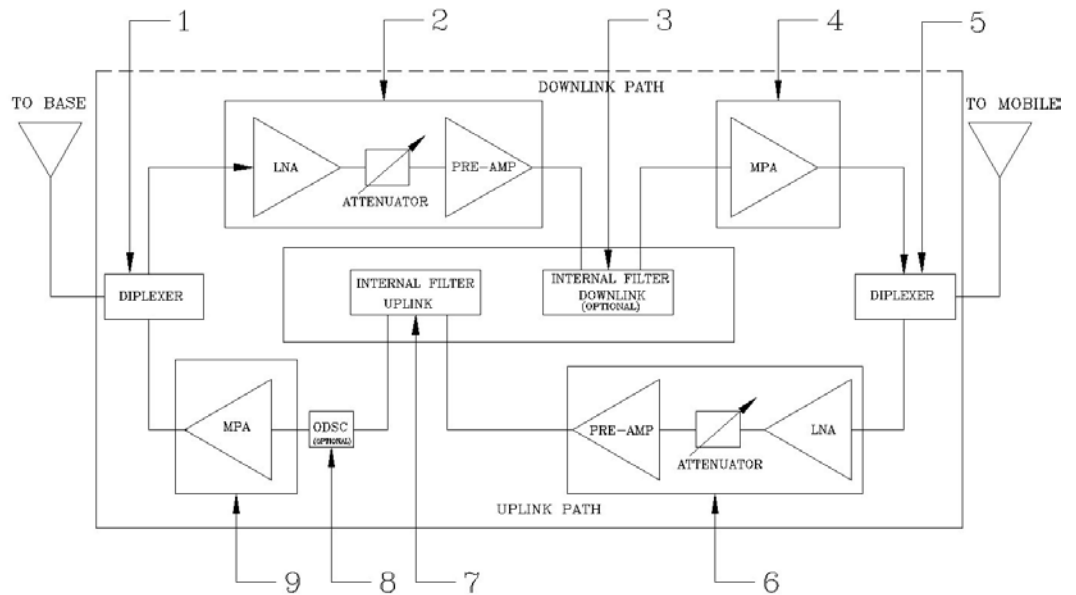 1
2
3
4
5
DOWNLINK PATH
TO BASE
TO MOBILE
LNA
PRE-AMP
MPA
ATTENUATOR
INTERNAL FILTER
UPLINK
INTERNAL FILTER
DOWNLINK
(OPTIONAL)
DIPLEXER
DIPLEXER
MPA
ODSC
(OPTIONAL)
PRE-AMP
LNA
ATTENUATOR
UPLINK PATH
9
8
7
6